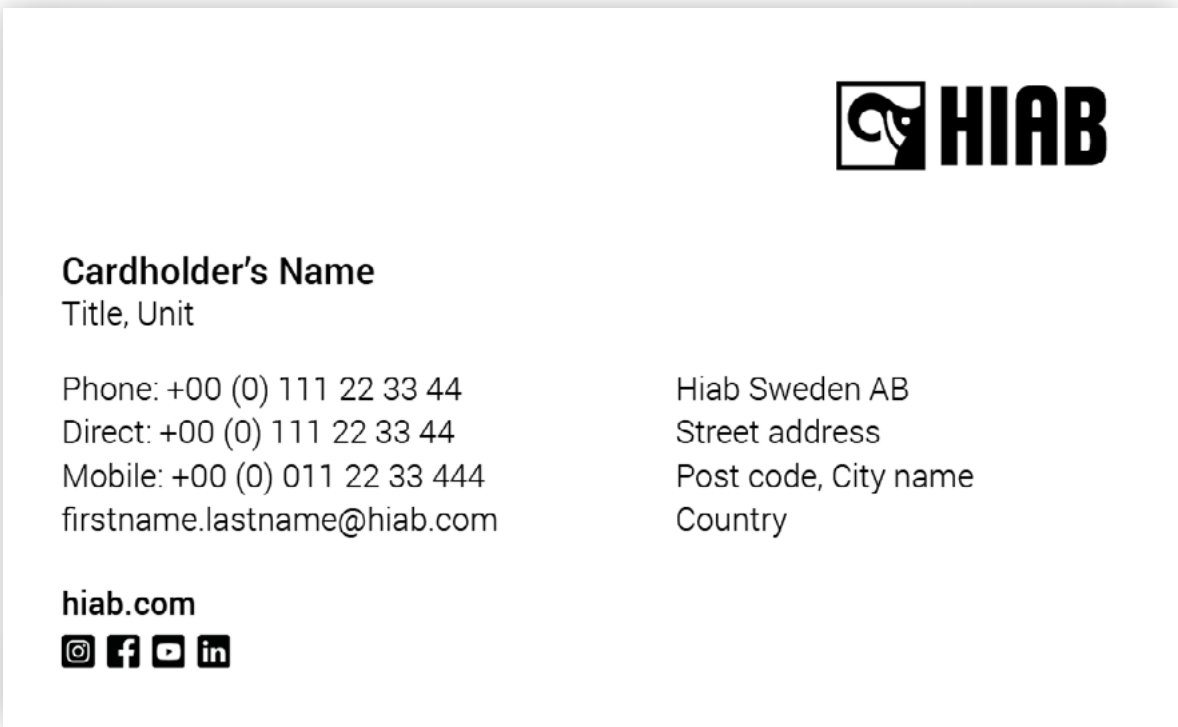 HIAB
Cardholder’s Name
Title, Unit
Phone: +00 (0) 111 22 33 44
Direct: +00 (0) 111 22 33 44
Mobile: +00 (0) 011 22 33 444
firstname.lastname@hiab.com
Hiab Sweden AB
Street address
Post code, City name
Country
hiab.com
in